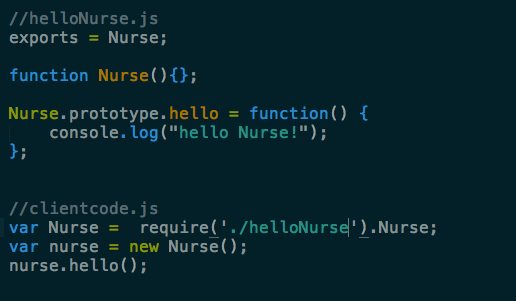 //helloNurse.js
exports = Nurse;
function Nurse(){};
Nurse.prototype.hello = function() {
    console.log("hello Nurse!");
};
//clientcode.js
var Nurse =  require('./helloNurse').Nurse;
var nurse = new Nurse();
nurse.hello();